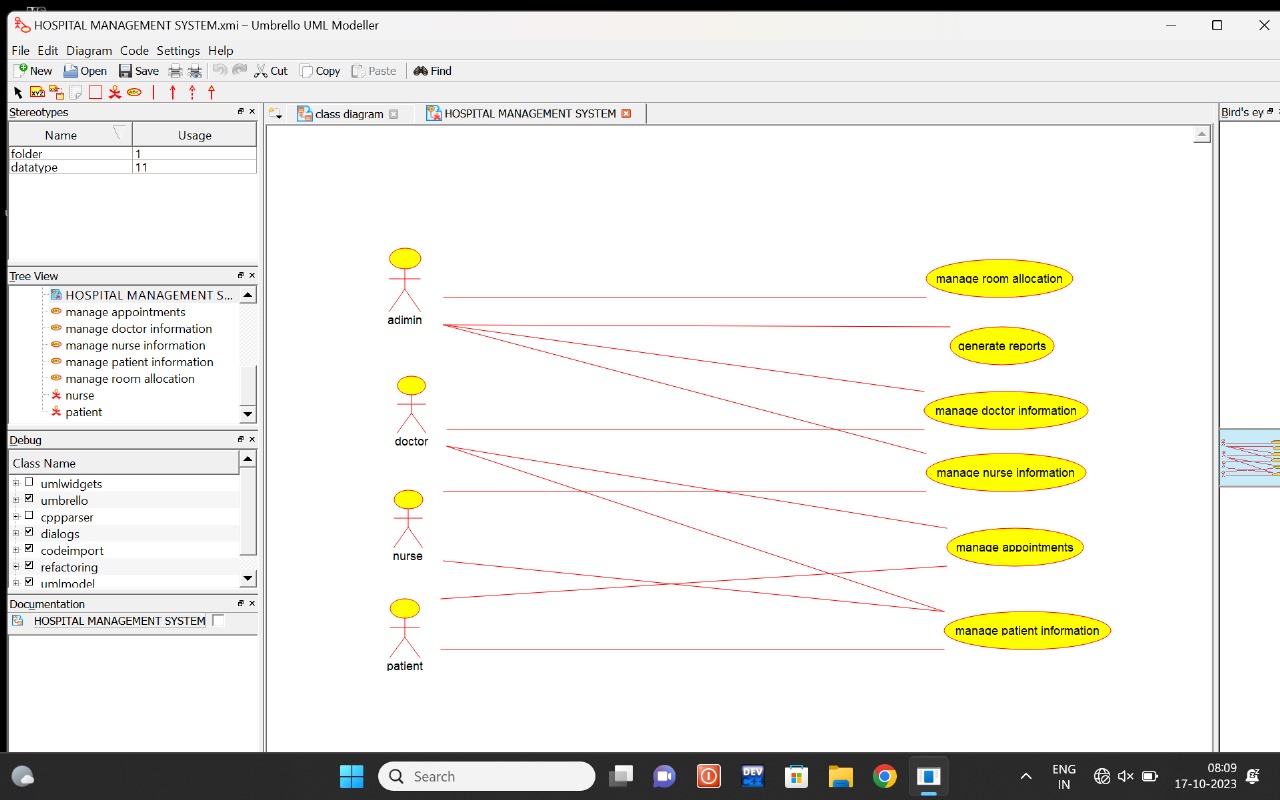 HOSPITAL MANAGEMENT SYSTEM.xmi – Umbrello UML Modeller
File Edit Diagram Code Settings Help
New Open Save Cut Copy Paste Find
Stereotypes
Name Usage
folder 1
datatype 11
Tree View
HOSPITAL MANAGEMENT S...
manage appointments
manage doctor information
manage nurse information
manage patient information
manage room allocation
nurse
patient
Debug
Class Name
umlwidgets
umbrello
cppparser
dialogs
codeimport
refactoring
umlmodel
Documentation
HOSPITAL MANAGEMENT SYSTEM
class diagram
HOSPITAL MANAGEMENT SYSTEM
Bird's ey
adimin
doctor
nurse
patient
manage room allocation
generate reports
manage doctor information
manage nurse information
manage appointments
manage patient information
Search
DEV
ENG
IN
08:09
17-10-2023